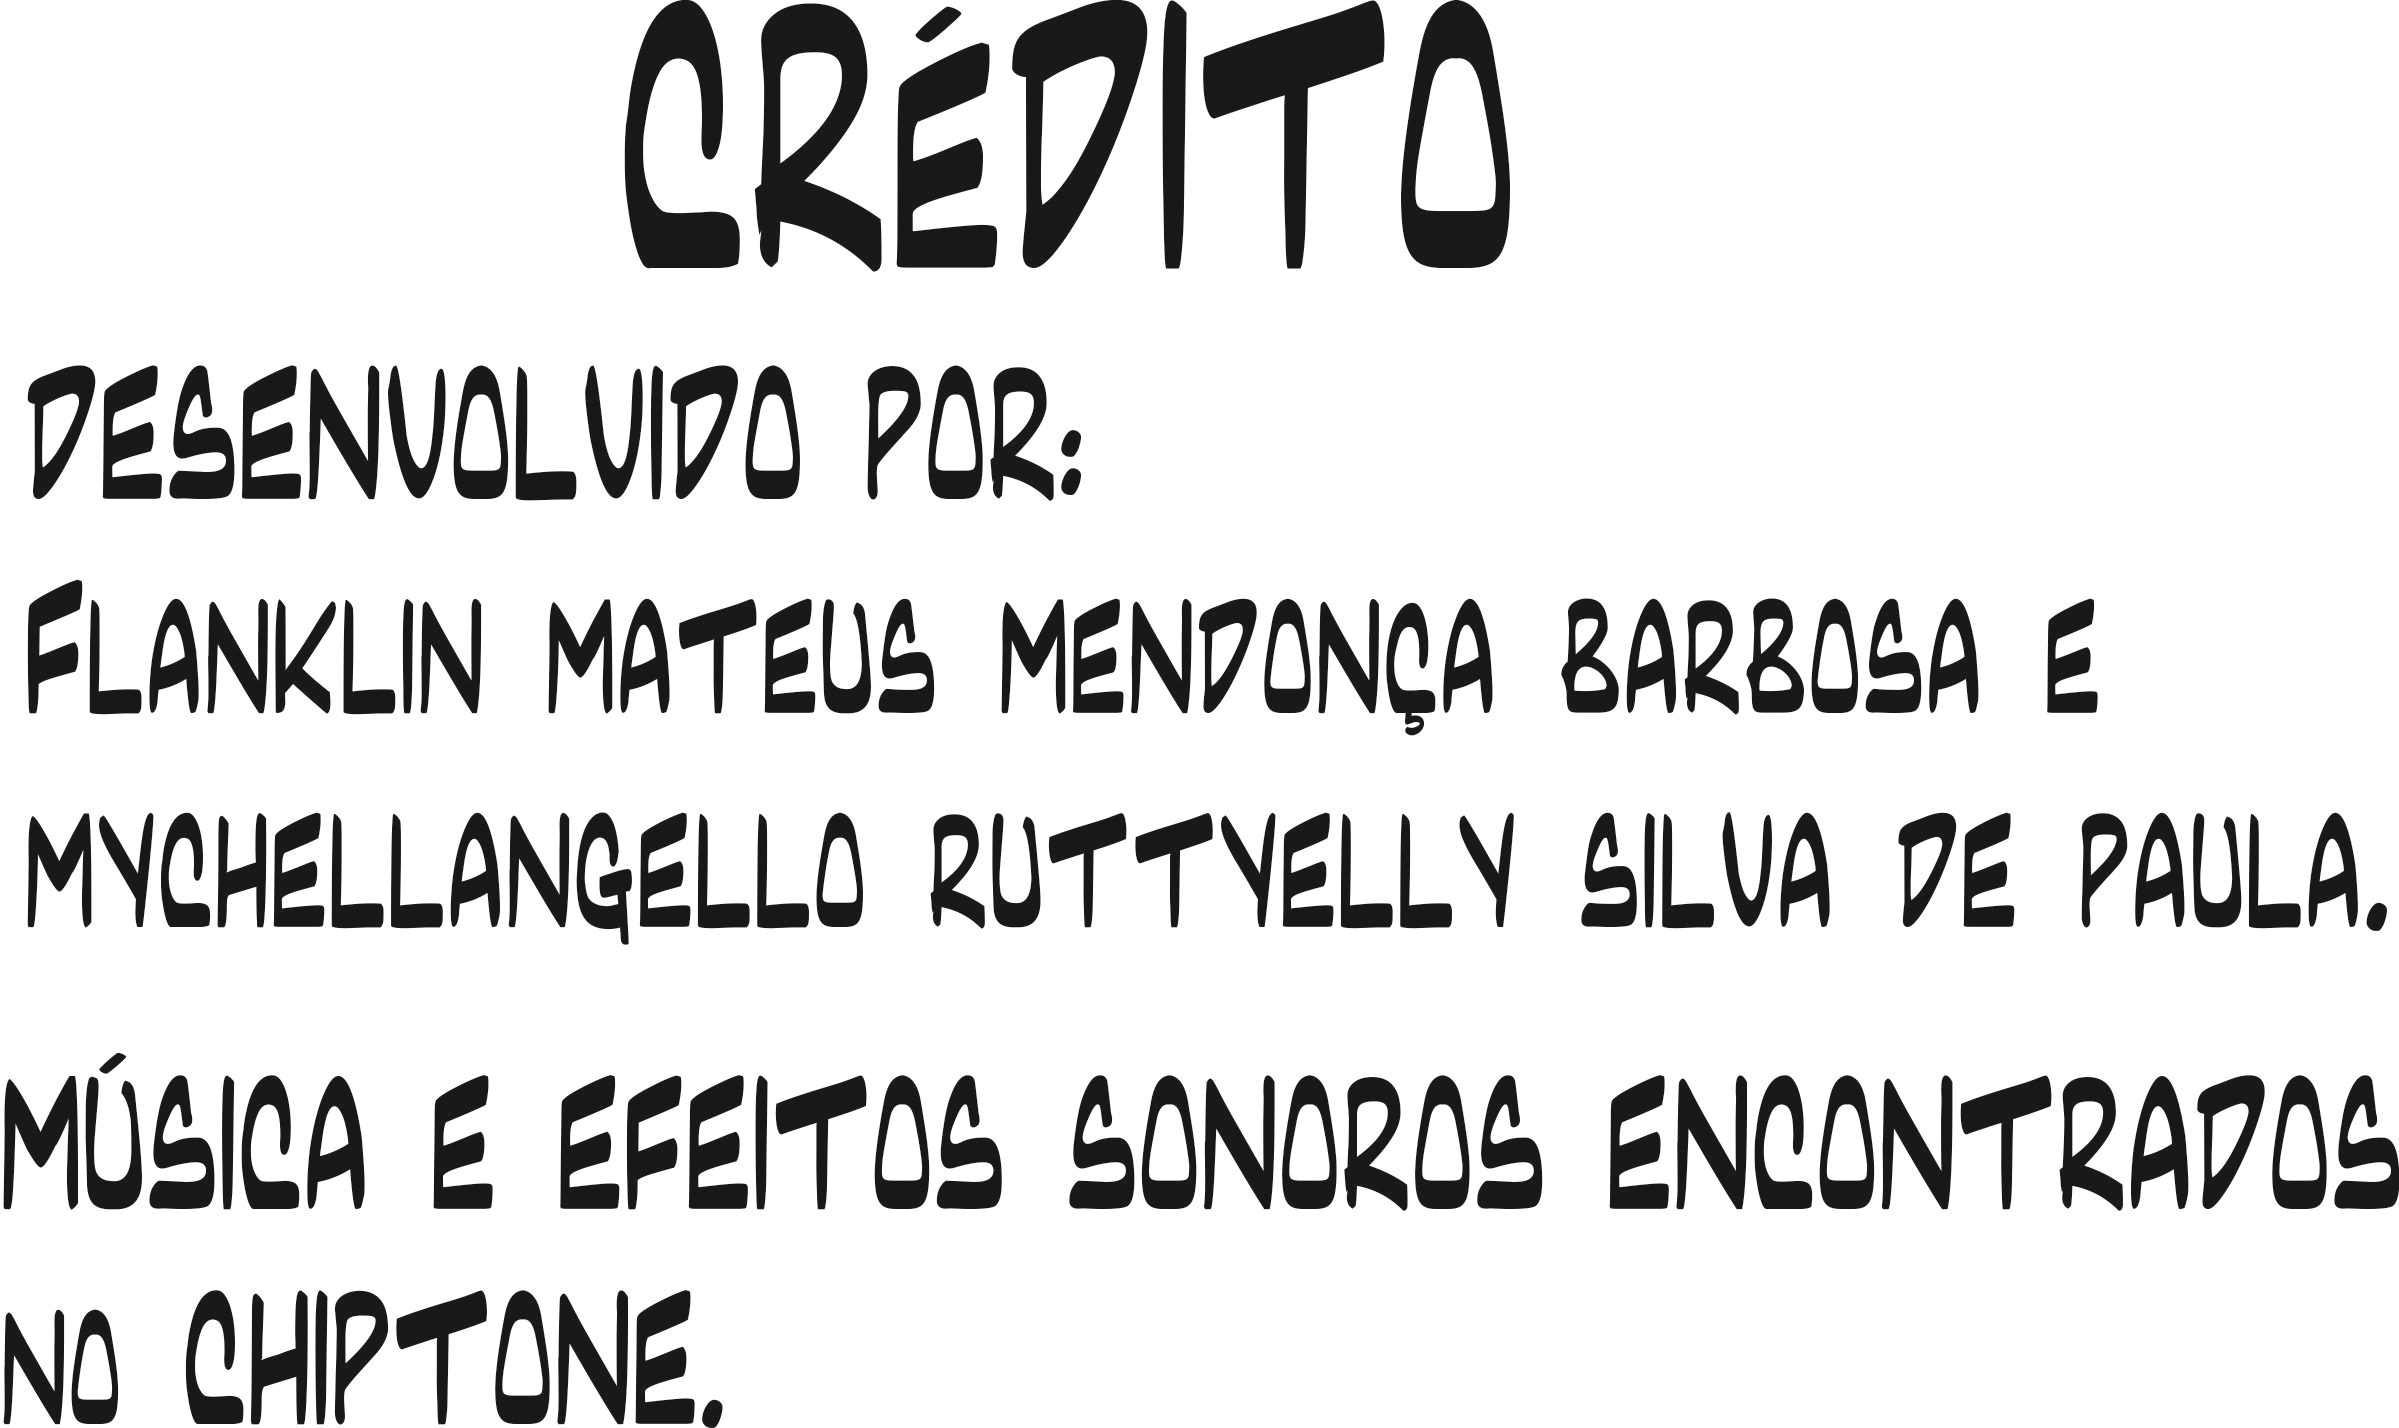 CRÉDITO
DESENVOLVIDO POR:
FLANKLIN MATEUS MENDONÇA BARBOSA E
MYCHELLANGELLO RUTTYELLY SILVA DE PAULA.
MÚSICA E EFEITOS SONOROS ENCONTRADOS
NO CHIPTONE.